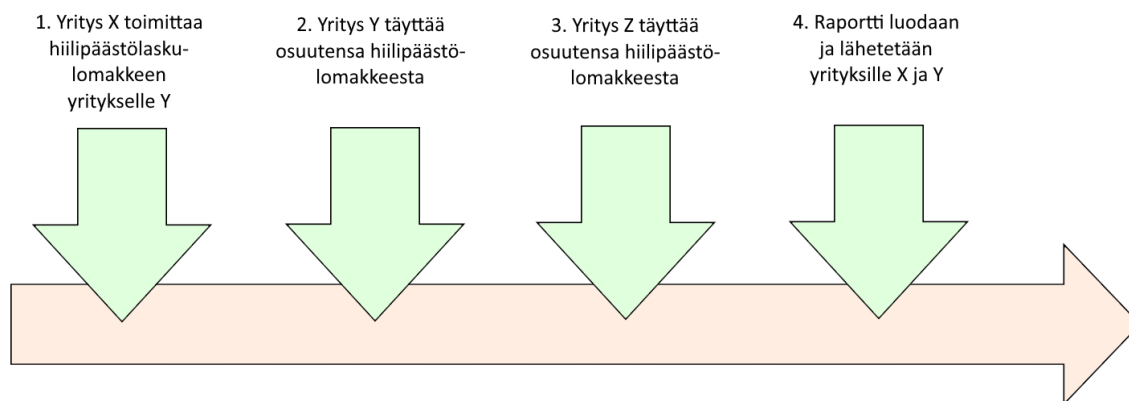 1. Yritys X toimittaa
hiilipäästölasku-
lomakkeen
yritykselle Y
2. Yritys Y täyttää
osuutensa hiilipäästö-
lomakkeesta
3. Yritys Z täyttää
osuutensa hiilipäästö-
lomakkeesta
4. Raportti luodaan
ja lähetetään
yrityksille X ja Y